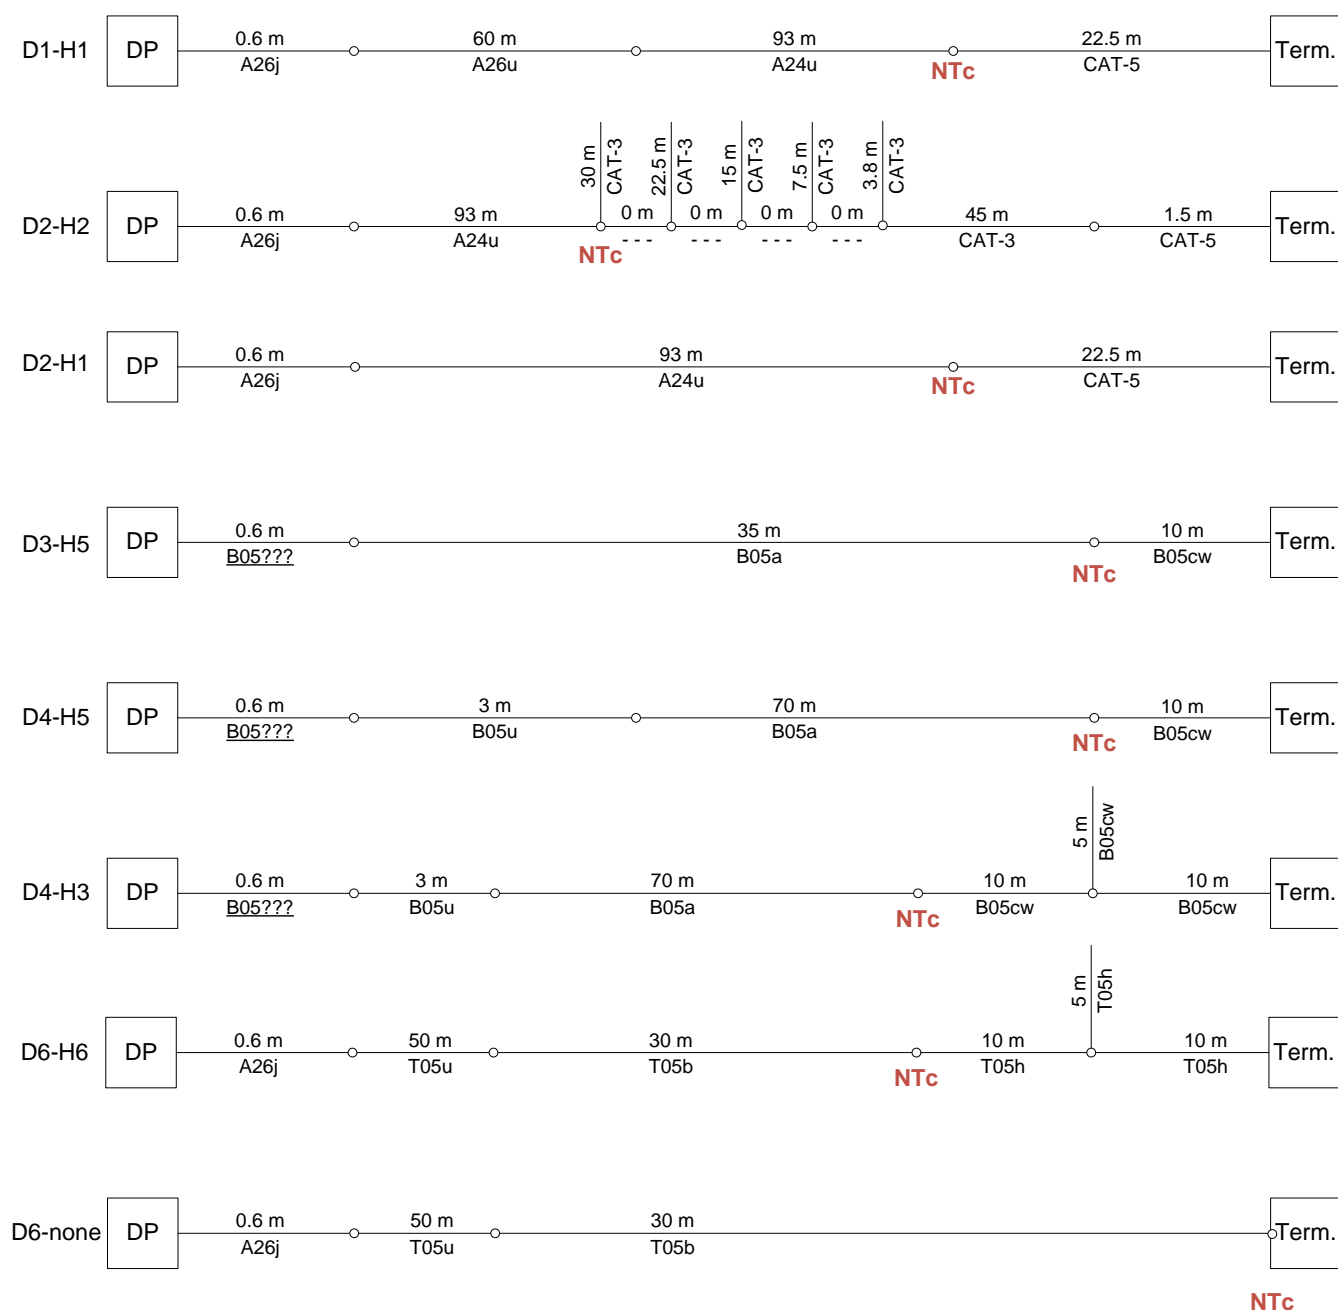 0.6 m 60 m 93 m 22.5 m
D1-H1 DP Term.
A26j A26u A24u NTc CAT-5
30 m CAT-3 22.5 m CAT-3 15 m CAT-3 7.5 m CAT-3 3.8 m CAT-3
0.6 m 93 m 0 m 0 m 0 m 0 m 45 m 1.5 m
D2-H2 DP Term.
A26j A24u NTc - - - - - - - - - - - - CAT-3 CAT-5
0.6 m 93 m 22.5 m
D2-H1 DP Term.
A26j A24u NTc CAT-5
0.6 m 35 m 10 m
D3-H5 DP Term.
B05??? B05a NTc B05cw
0.6 m 3 m 70 m 10 m
D4-H5 DP Term.
B05??? B05u B05a NTc B05cw
5 m B05cw
0.6 m 3 m 70 m 10 m 10 m
D4-H3 DP Term.
B05??? B05u B05a NTc B05cw B05cw
5 m T05h
0.6 m 50 m 30 m 10 m 10 m
D6-H6 DP Term.
A26j T05u T05b NTc T05h T05h
0.6 m 50 m 30 m
D6-none DP Term.
A26j T05u T05b
NTc